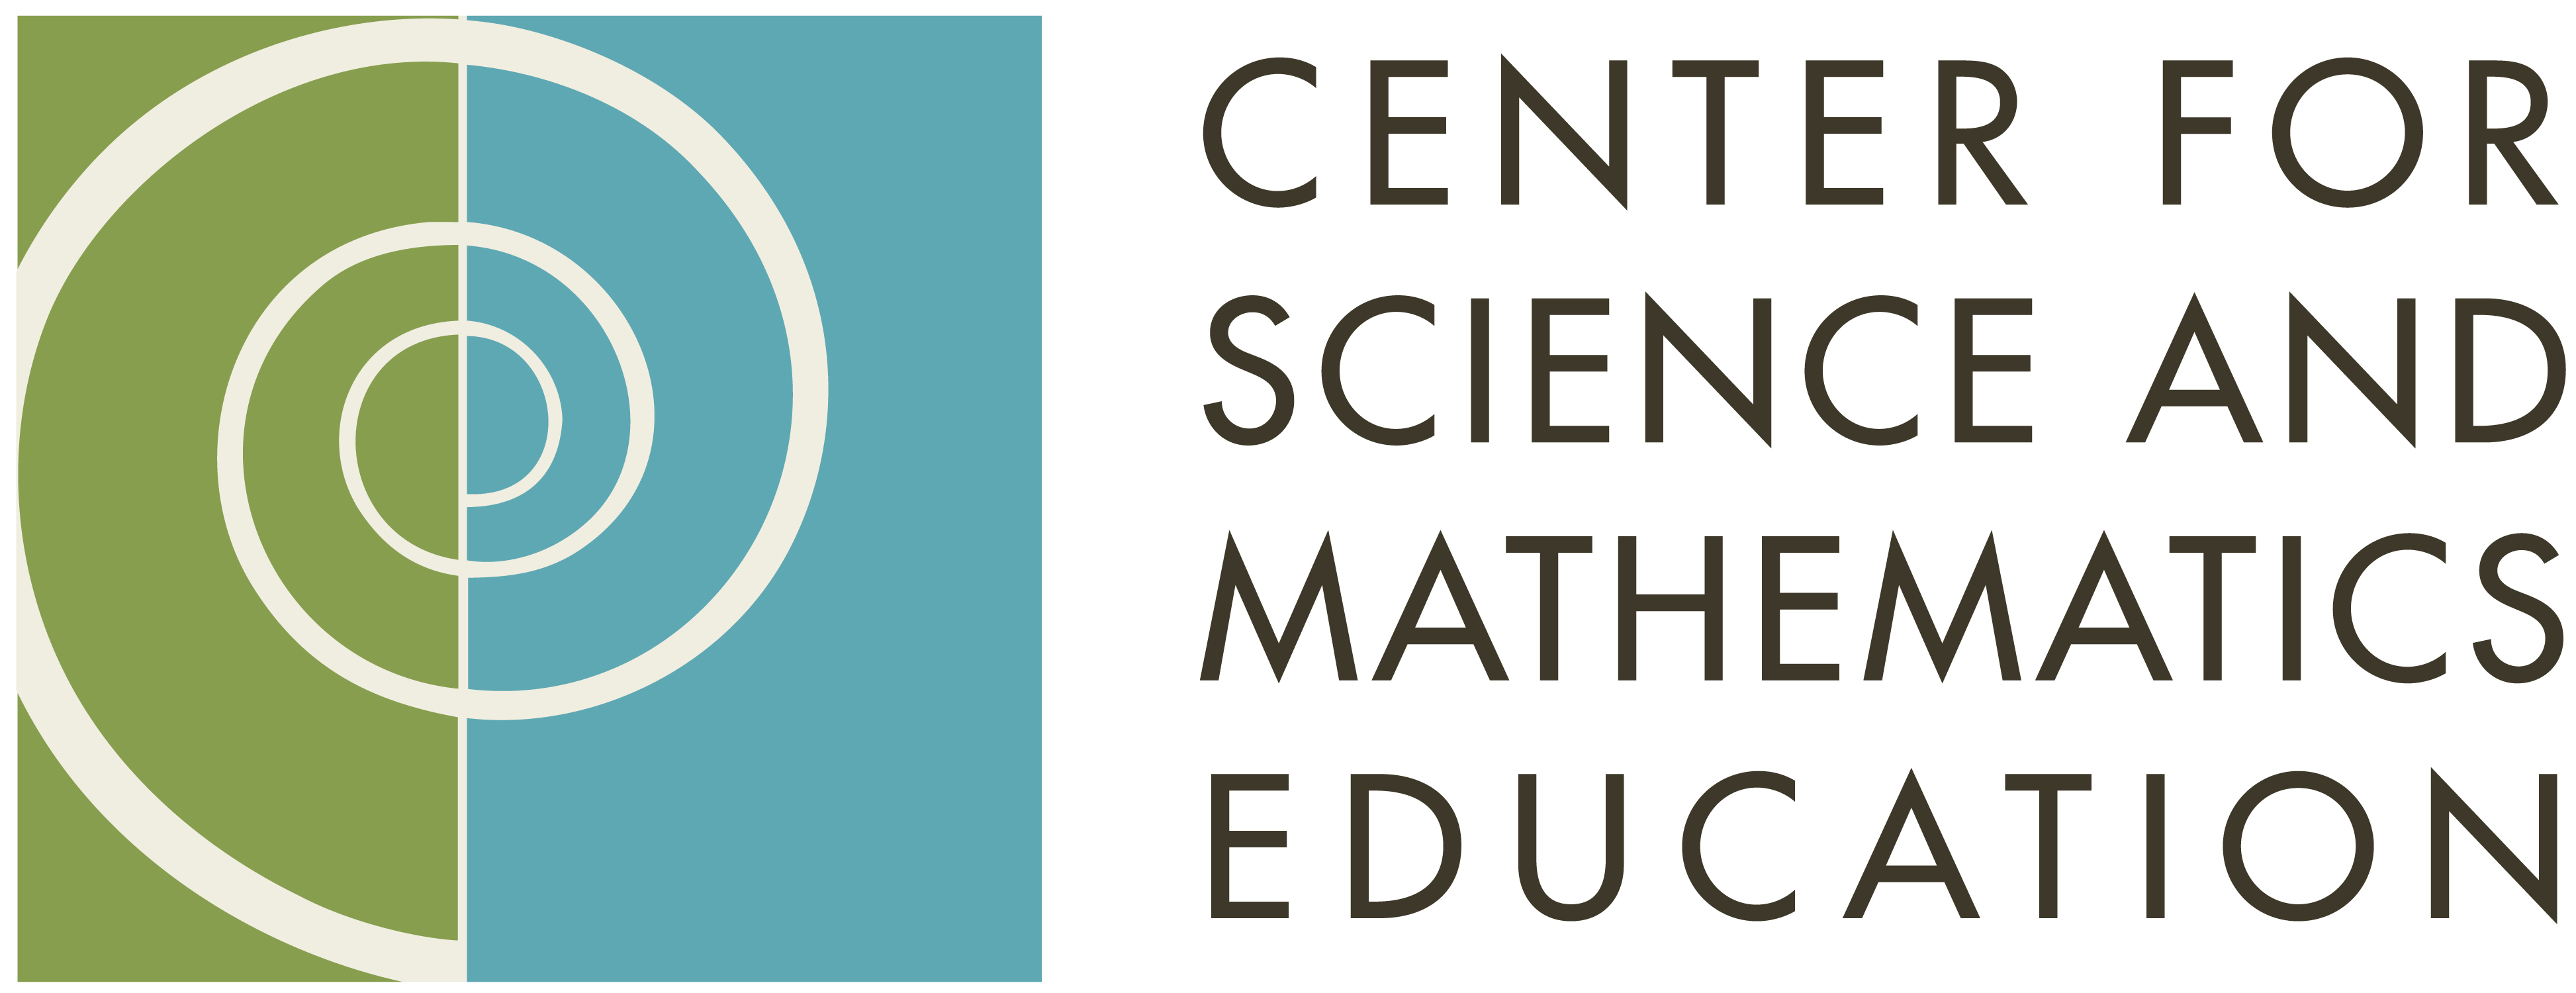 CENTER FOR
SCIENCE AND
MATHEMATICS
EDUCATION